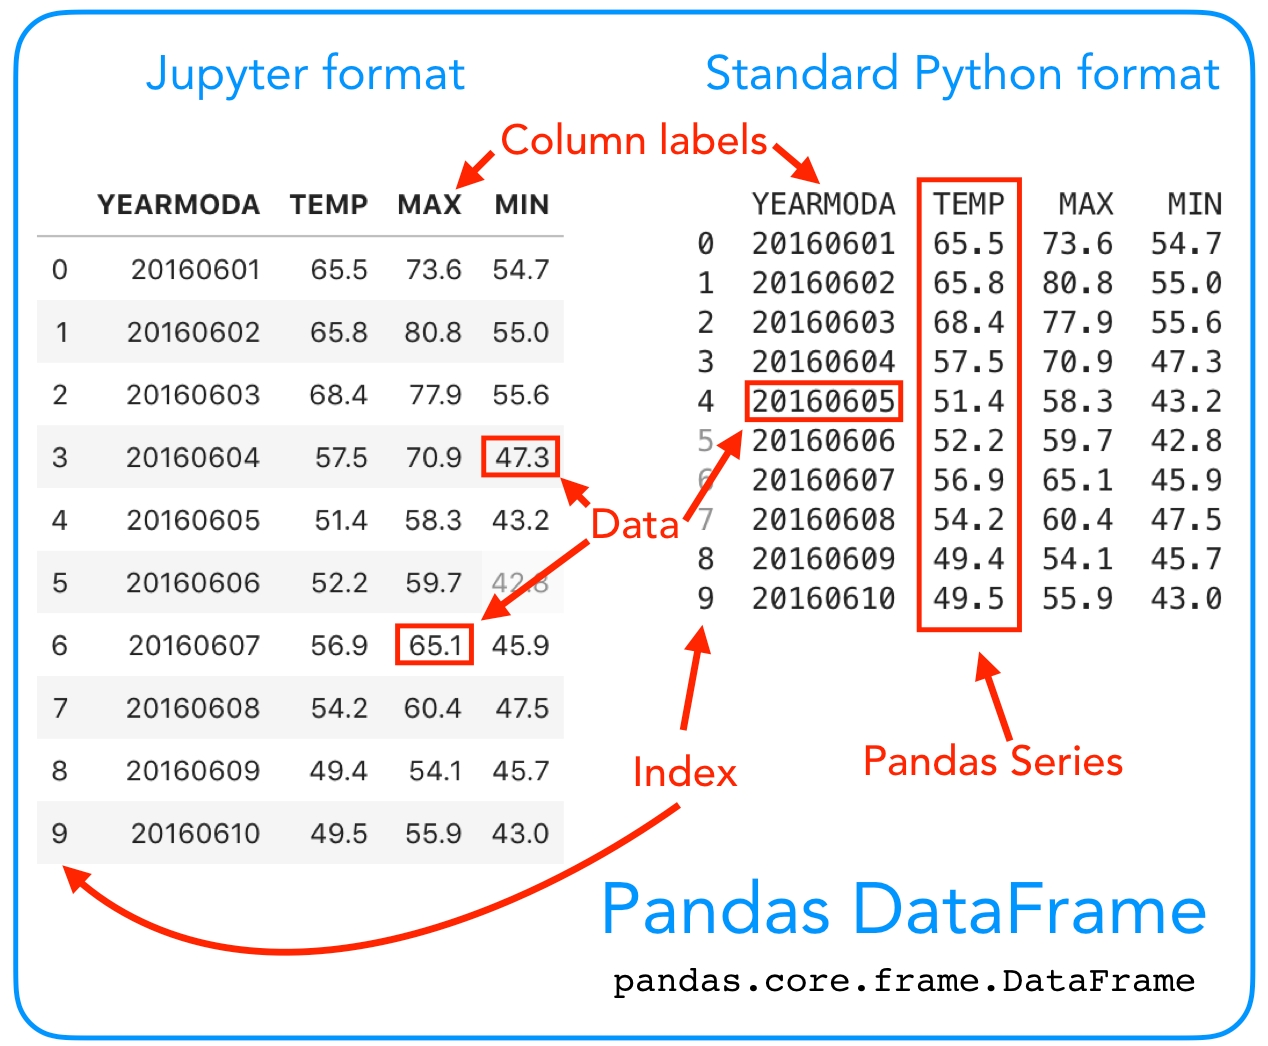 Jupyter format
Standard Python format
Column labels
YEARMODA TEMP MAX MIN
0 20160601 65.5 73.6 54.7
1 20160602 65.8 80.8 55.0
2 20160603 68.4 77.9 55.6
3 20160604 57.5 70.9 47.3
4 20160605 51.4 58.3 43.2
5 20160606 52.2 59.7 42.8
6 20160607 56.9 65.1 45.9
7 20160608 54.2 60.4 47.5
8 20160609 49.4 54.1 45.7
9 20160610 49.5 55.9 43.0
YEARMODA TEMP MAX MIN
0 20160601 65.5 73.6 54.7
1 20160602 65.8 80.8 55.0
2 20160603 68.4 77.9 55.6
3 20160604 57.5 70.9 47.3
4 20160605 51.4 58.3 43.2
5 20160606 52.2 59.7 42.8
6 20160607 56.9 65.1 45.9
7 20160608 54.2 60.4 47.5
8 20160609 49.4 54.1 45.7
9 20160610 49.5 55.9 43.0
Data
Index
Pandas Series
Pandas DataFrame
pandas.core.frame.DataFrame